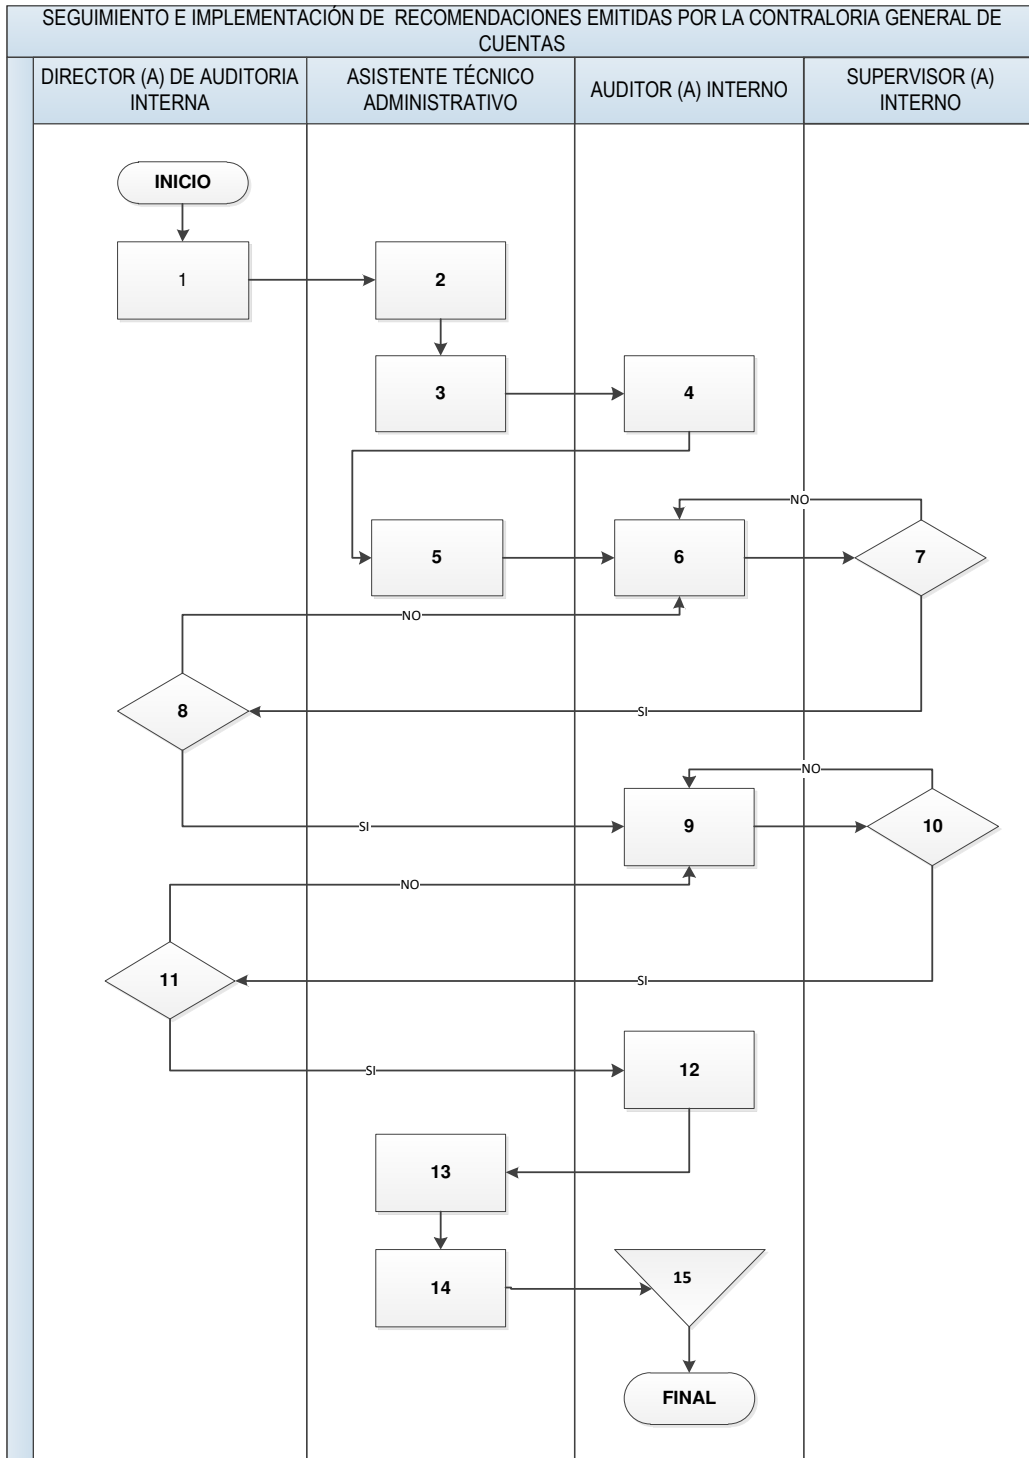 SEGUIMIENTO E IMPLEMENTACIÓN DE RECOMENDACIONES EMITIDAS POR LA CONTRALORIA GENERAL DE
CUENTAS
DIRECTOR (A) DE AUDITORIA
INTERNA
ASISTENTE TÉCNICO
ADMINISTRATIVO
AUDITOR (A) INTERNO
SUPERVISOR (A)
INTERNO
INICIO
1
2
3
4
NO
5
6
7
NO
8
SI
NO
9
10
SI
NO
11
SI
12
SI
13
14
15
FINAL